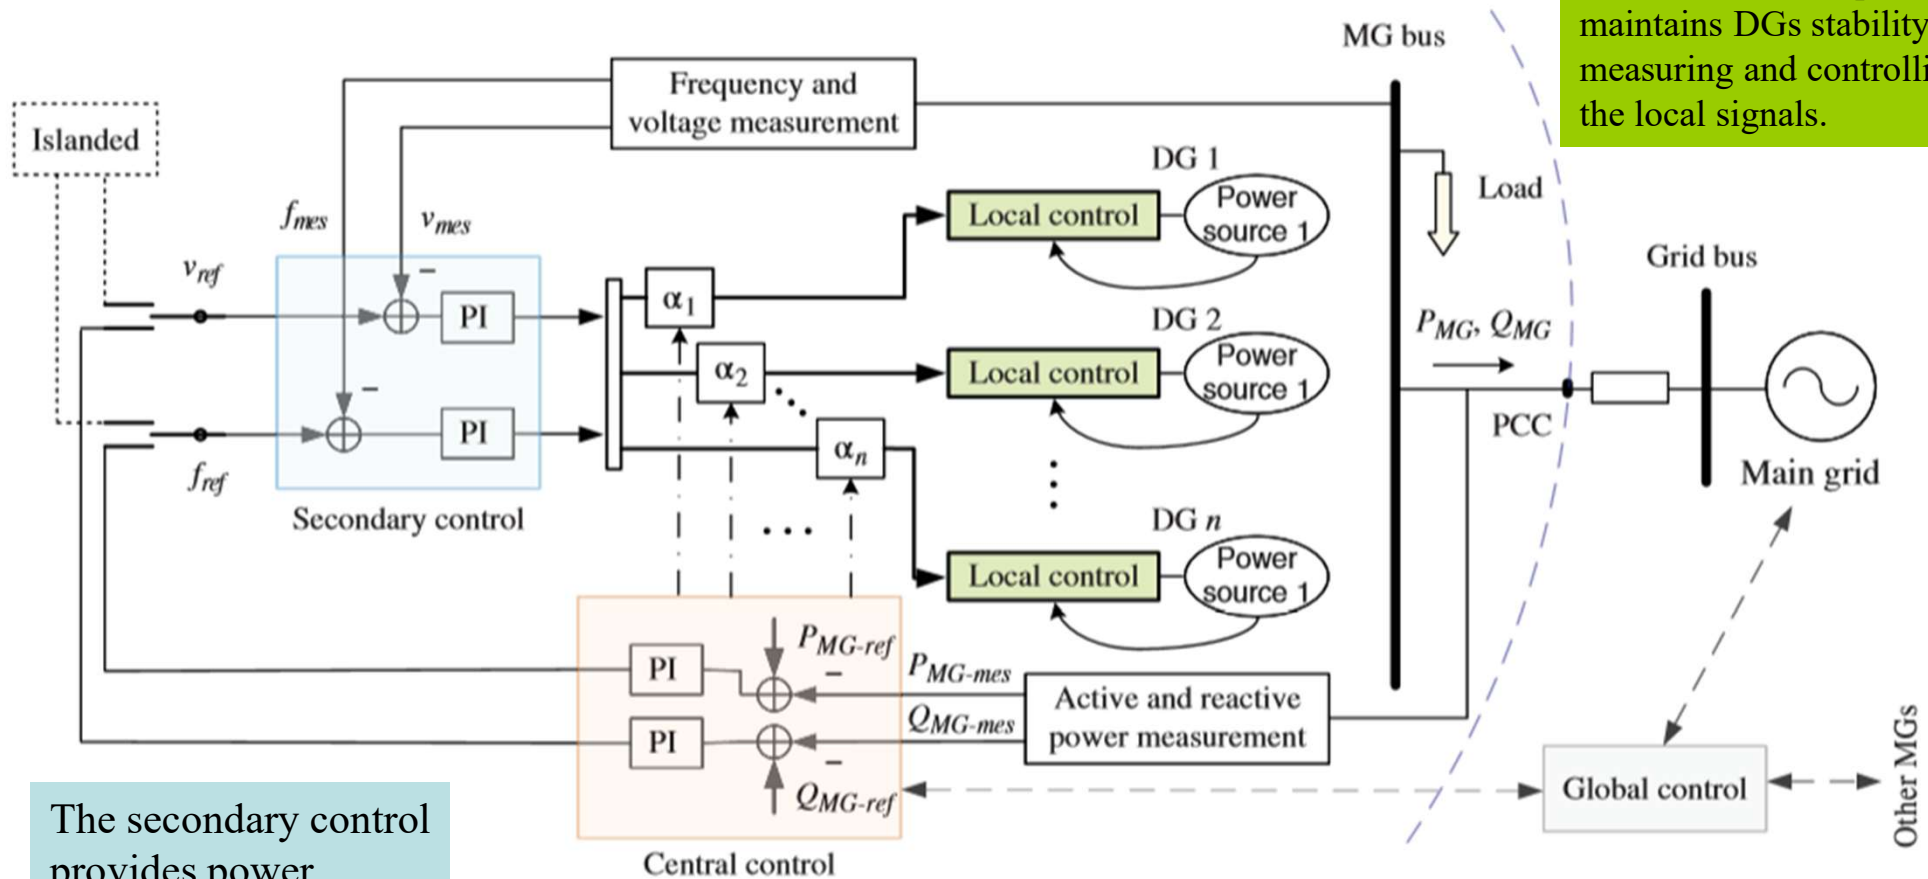 maintains DGs stability
measuring and
the local signals.
MG bus
Frequency and
voltage measurement
Islanded
DG 1
Local control
Power
source 1
Load
f_mes
v_mes
v_ref
Grid bus
PI
α1
DG 2
P_MG, Q_MG
α2
Local control
Power
source 1
PI
αn
PCC
f_ref
Main grid
Secondary control
DG n
Local control
Power
source 1
P_MG-ref
PI
P_MG-mes
Active and reactive
power measurement
Q_MG-mes
PI
Q_MG-ref
Global control
Other MGs
Central control
The secondary control
provides power